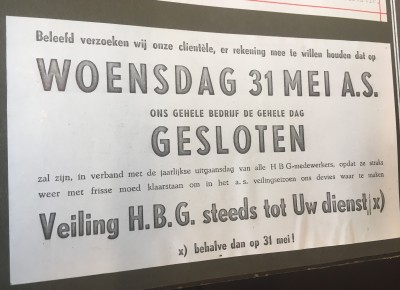 Beleefd verzoeken wij onze clientèle, er rekening mee te willen houden dat op
WOENSDAG 31 MEI A.S.
ONS GEHELE BEDRIJF DE GEHELE DAG
GESLOTEN
zal zijn, in verband met de jaarlijkse uitgaansdag van alle H B G-medewerkers, opdat ze straks
weer met frisse moed klaarstaan om in het a. s. veilingseizoen ons devies waar te maken
Veiling H.B.G. steeds tot Uw dienst x)
x) behalve dan op 31 mei !